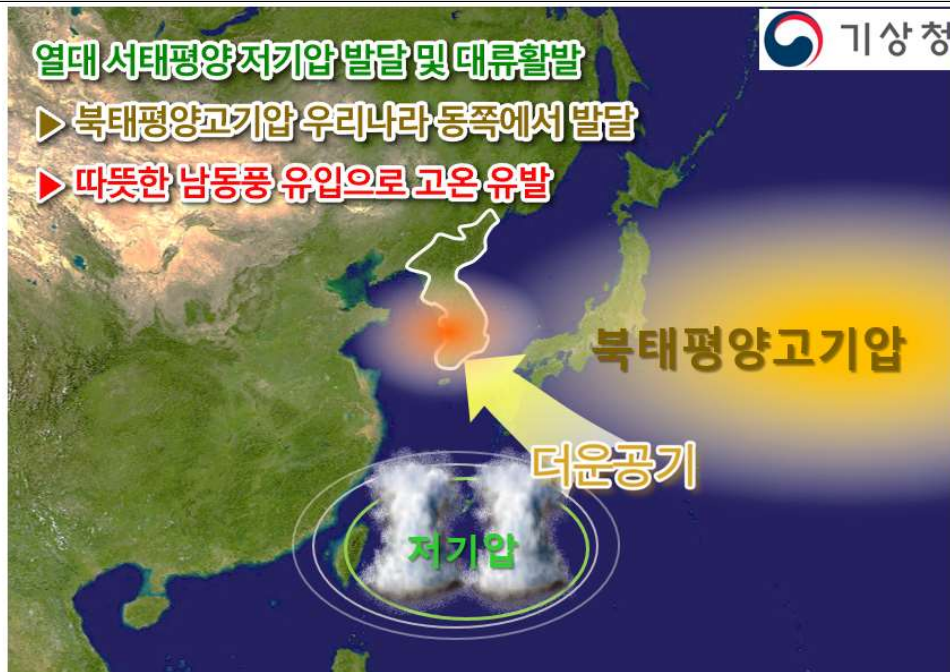 기상청
열대 서태평양 저기압 발달 및 대류활발
▶ 북태평양고기압 우리나라 동쪽에서 발달
▶ 따뜻한 남동풍 유입으로 고온 유발
북태평양고기압
더운공기
저기압